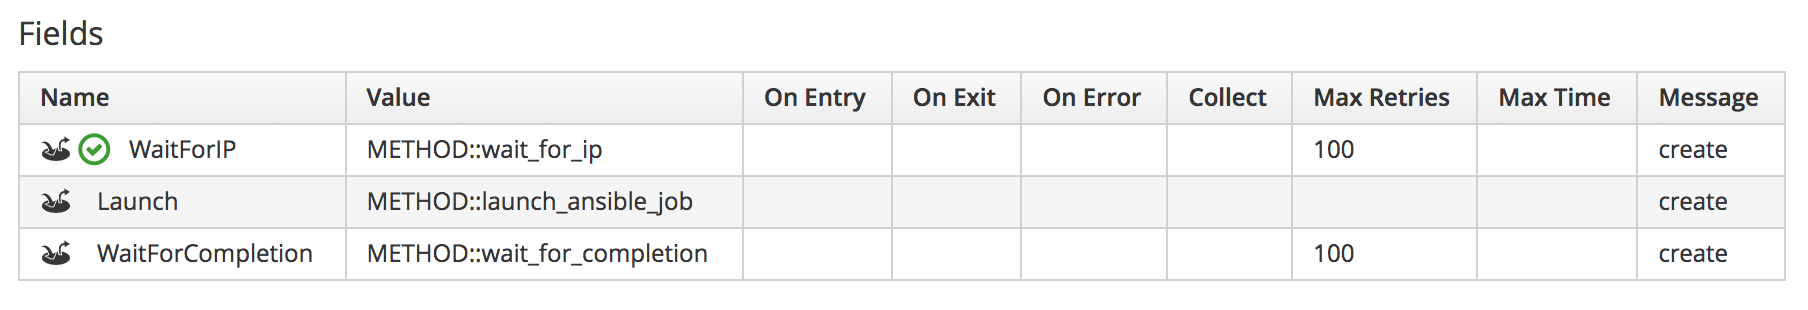 Fields
Name Value On Entry On Exit On Error Collect Max Retries Max Time Message
WaitForIP METHOD::wait_for_ip 100 create
Launch METHOD::launch_ansible_job create
WaitForCompletion METHOD::wait_for_completion 100 create